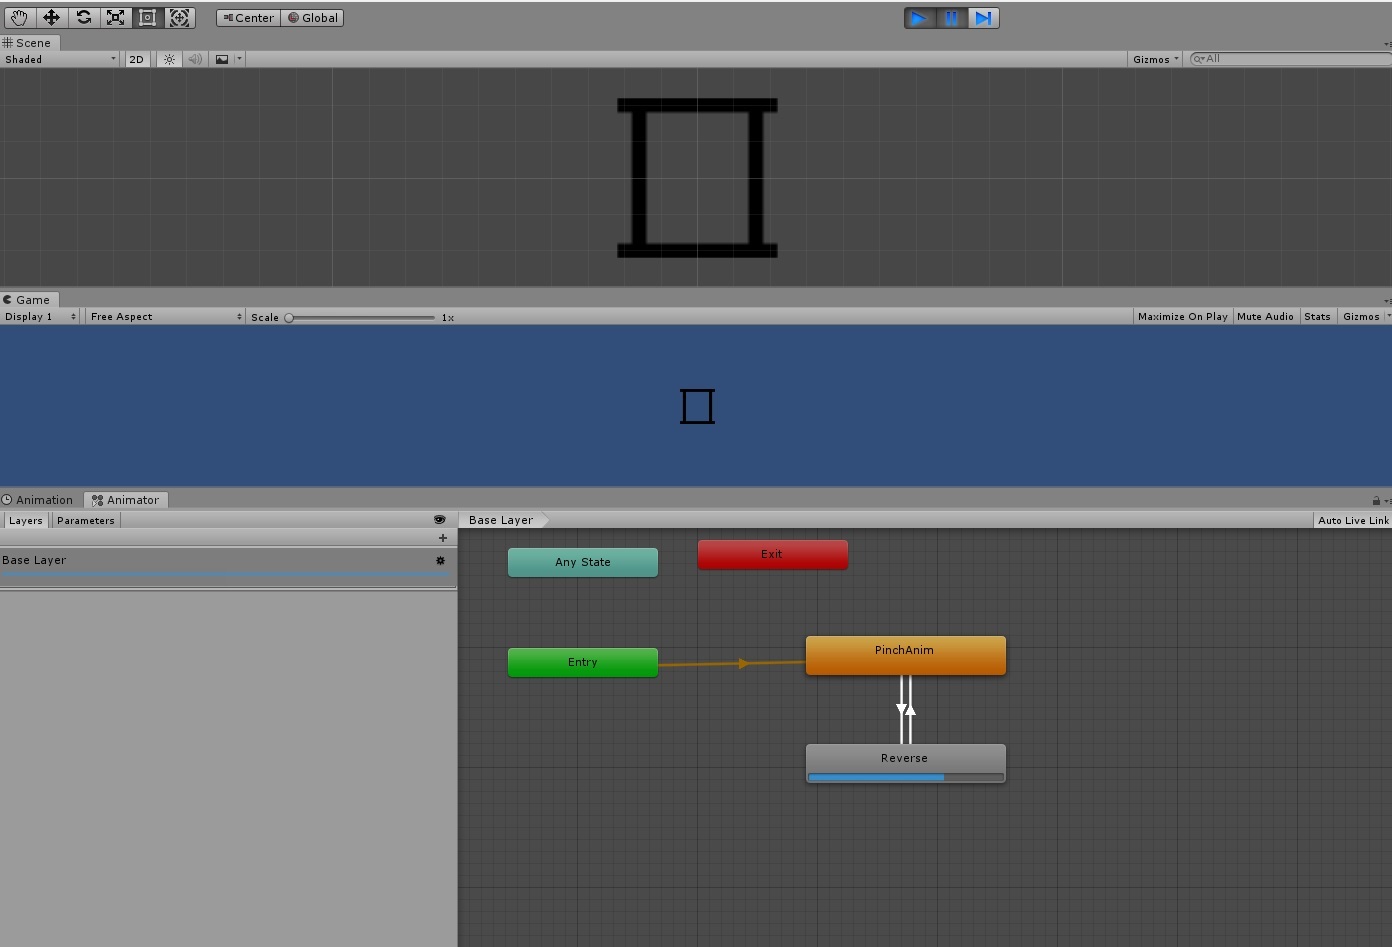 Center Global
Scene
Shaded 2D Gizmos All
Game
Display 1 Free Aspect Scale 1x Maximize On Play Mute Audio Stats Gizmos
Animation Animator
Layers Parameters Base Layer Auto Live Link
Base Layer
Any State
Exit
Entry
PinchAnim
Reverse